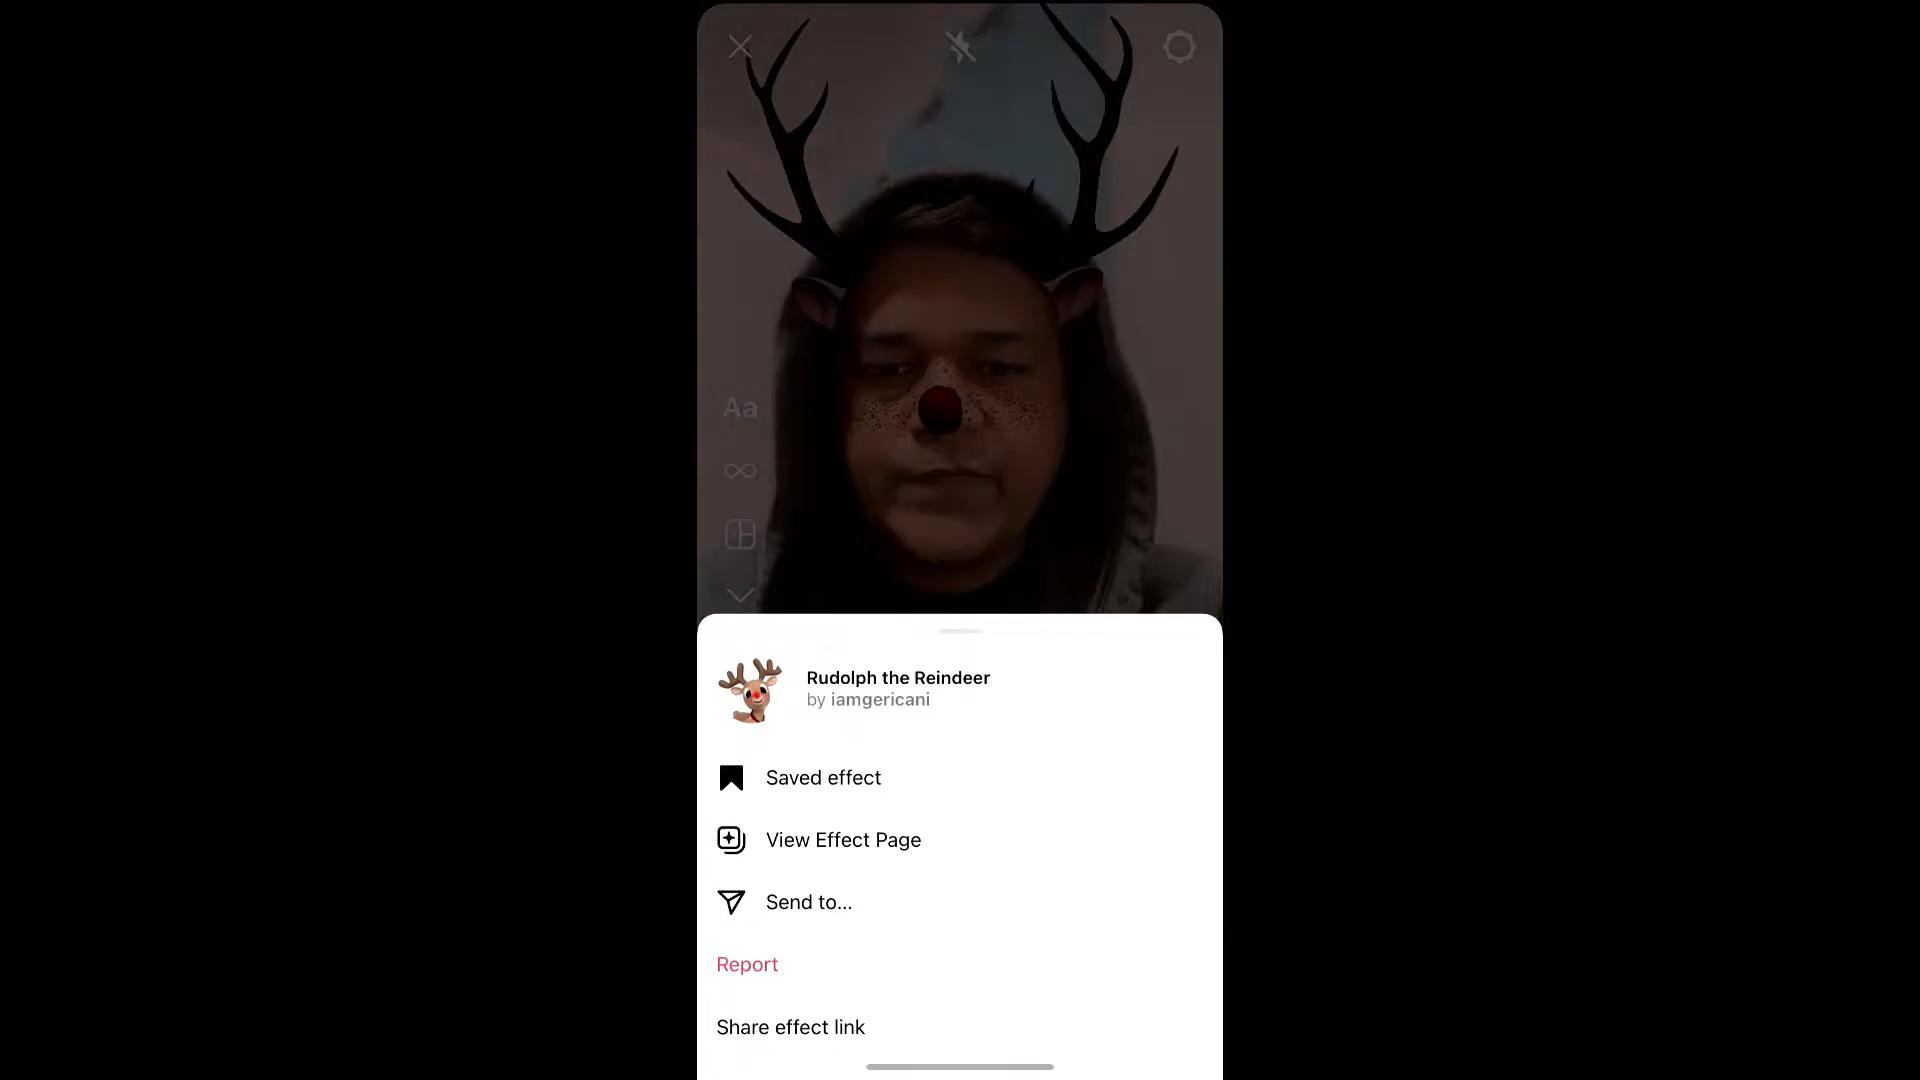 Aa
Rudolph the Reindeer
by iamgericani
Saved effect
View Effect Page
Send to...
Report
Share effect link